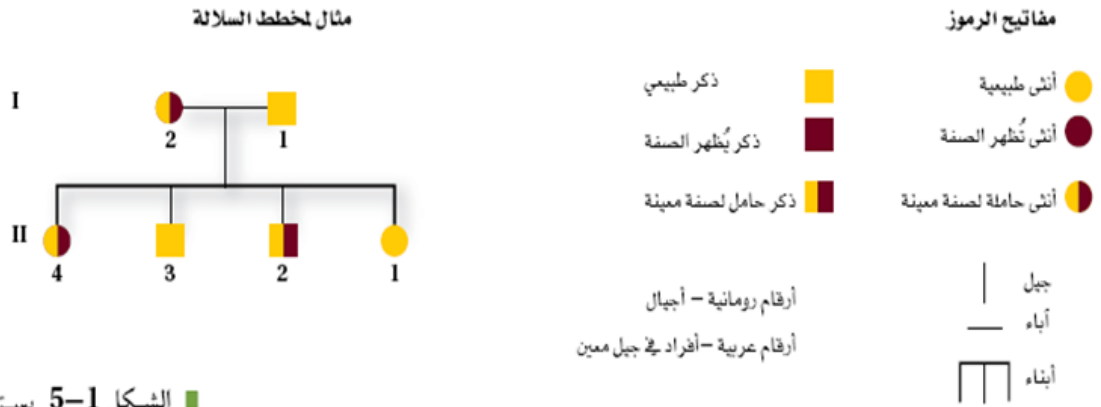 مفاتيح الرموز
أنثى طبيعية
ذكر طبيعي
أنثى تُظهر الصفة
ذكر يُظهر الصفة
أنثى حاملة لصفة معينة
ذكر حامل لصفة معينة
جيل
آباء
أبناء
أرقام رومانية – أجيال
أرقام عربية – أفراد في جيل معين
مثال لمخطط السلالة
I
2 1
II
4 3 2 1
الشكل 1–5